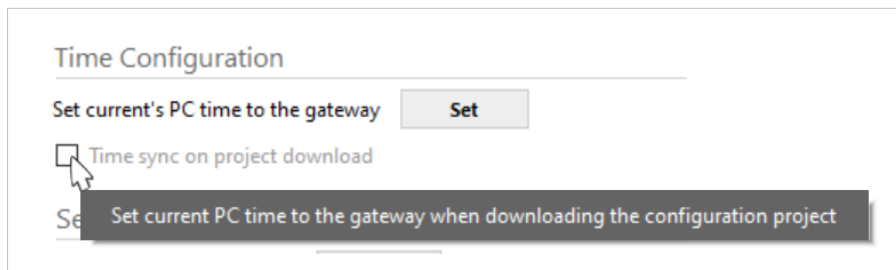 Time Configuration
Set current's PC time to the gateway Set
Time sync on project download
Se
Set current PC time to the gateway when downloading the configuration project